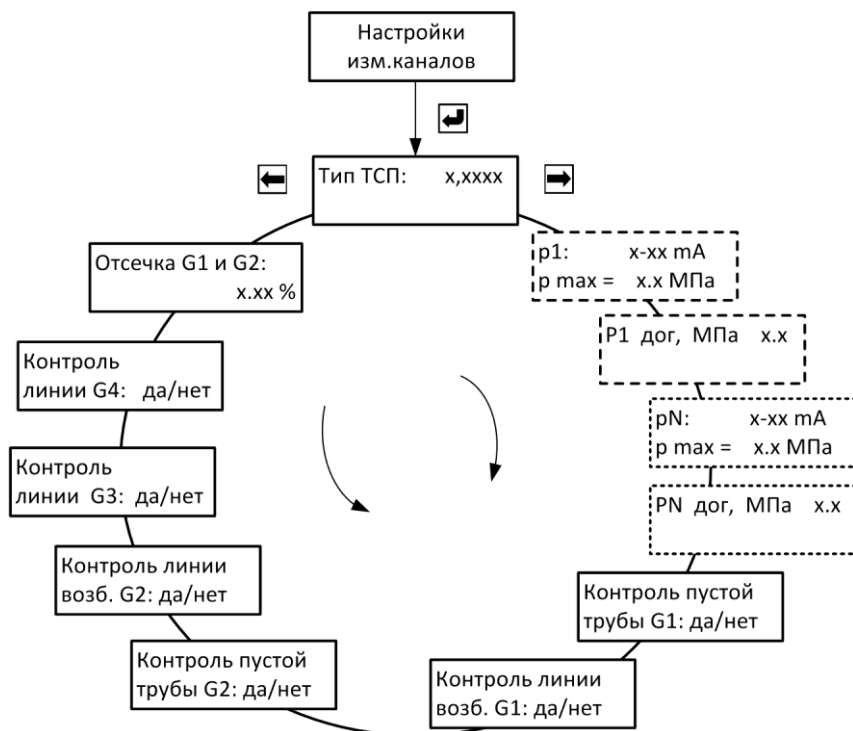 Настройки
изм.каналов
Тип ТСП: х,хххх
p1: x-xx mA
p max = x.x МПа
P1 дог, МПа x.x
pN: x-xx mA
p max = x.x МПа
PN дог, МПа x.x
Контроль пустой
трубы G1: да/нет
Контроль линии
возб. G1: да/нет
Контроль пустой
трубы G2: да/нет
Контроль линии
возб. G2: да/нет
Контроль
линии G3: да/нет
Контроль
линии G4: да/нет
Отсечка G1 и G2:
x.xx %